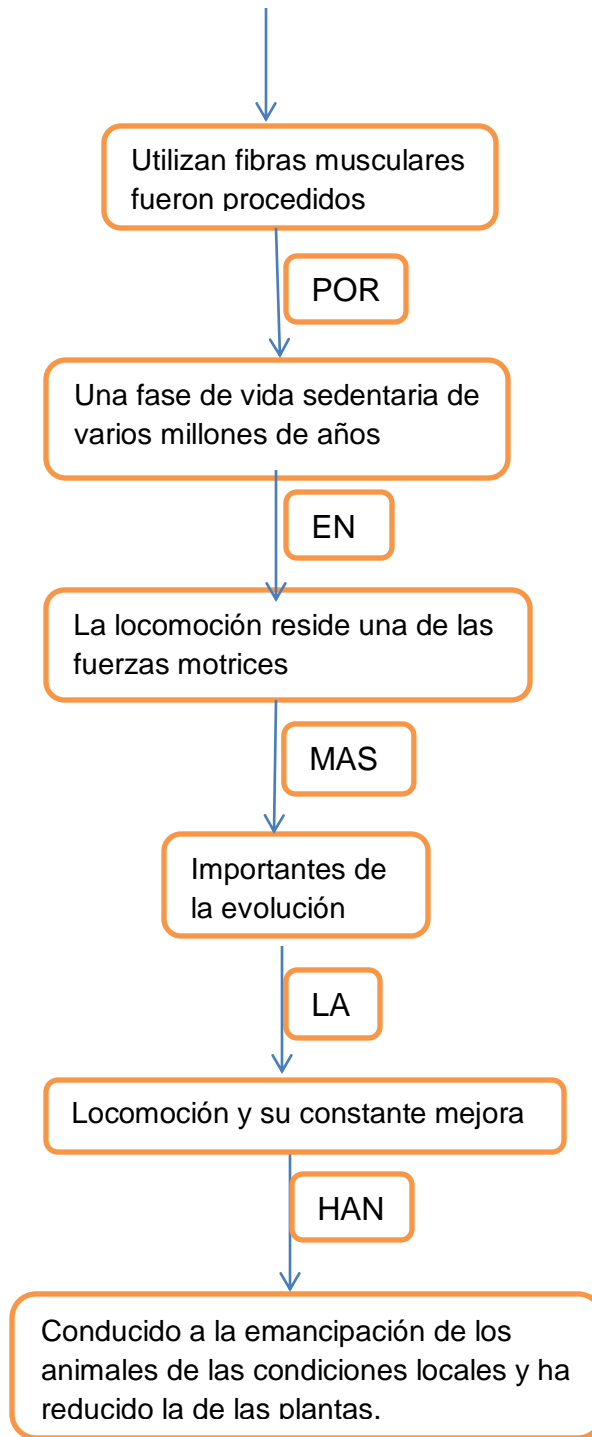 Utilizan fibras musculares
fueron procedidos
POR
Una fase de vida sedentaria de
varios millones de años
EN
La locomoción reside una de las
fuerzas motrices
MAS
Importantes de
la evolución
LA
Locomoción y su constante mejora
HAN
Conducido a la emancipación de los
animales de las condiciones locales y ha
reducido la de las plantas.